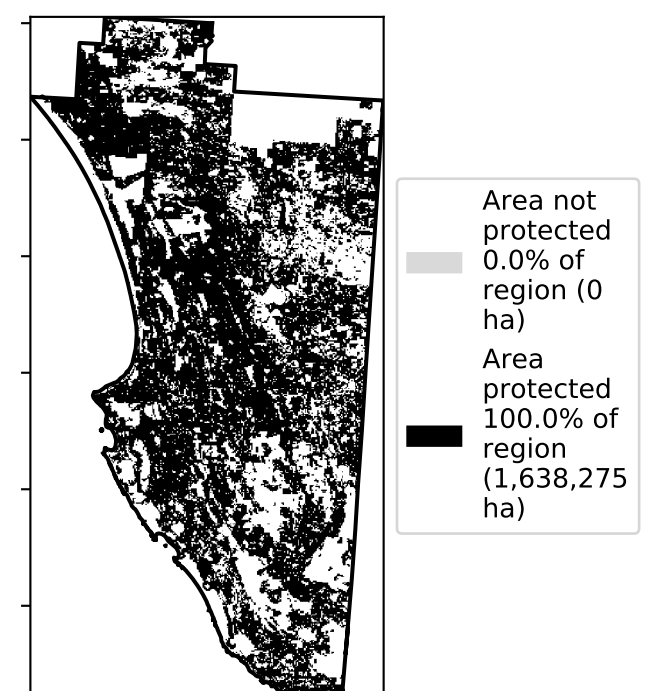 Area not
protected
0.0% of
region (0
ha)
Area
protected
100.0% of
region
(1,638,275
ha)